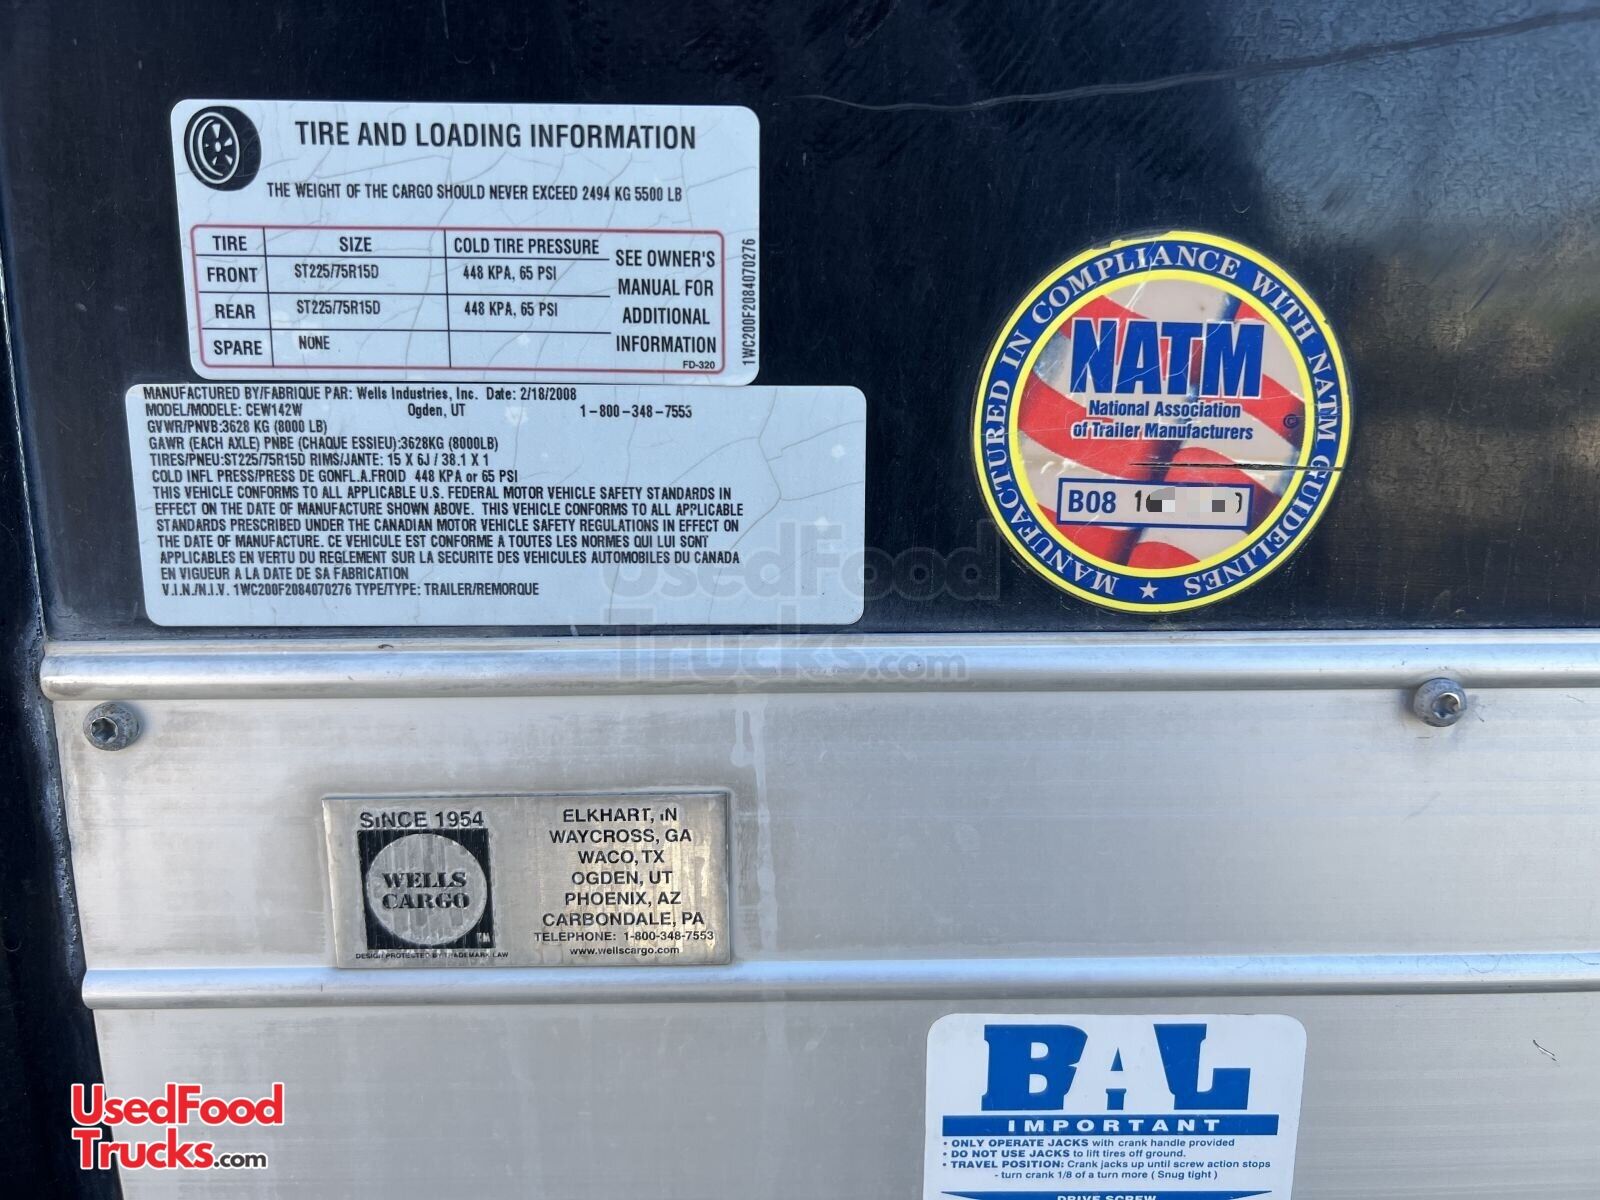 TIRE AND LOADING INFORMATION
THE WEIGHT OF THE CARGO SHOULD NEVER EXCEED 2494 KG 5500 LB
TIRE SIZE COLD TIRE PRESSURE
FRONT ST225/75R15D 448 KPA, 65 PSI
REAR ST225/75R15D 448 KPA, 65 PSI
SPARE NONE
SEE OWNER'S
MANUAL FOR
ADDITIONAL
INFORMATION
FD-320
1WC200F2084070276
MANUFACTURED BY/FABRIQUE PAR: Wells Industries, Inc. Date: 2/18/2008
MODEL/MODELE: CEW142W Ogden, UT 1-800-348-7553
GVWR/PNVB:3628 KG (8000 LB)
GAWR (EACH AXLE) PNBE (CHAQUE ESSIEU):3628KG (8000LB)
TIRES/PNEU:ST225/75R15D RIMS/JANTE: 15 X 6J / 38.1 X 1
COLD INFL PRESS/PRESS DE GONFL.A.FROID 448 KPA or 65 PSI
THIS VEHICLE CONFORMS TO ALL APPLICABLE U.S. FEDERAL MOTOR VEHICLE SAFETY STANDARDS IN
EFFECT ON THE DATE OF MANUFACTURE SHOWN ABOVE. THIS VEHICLE CONFORMS TO ALL APPLICABLE
STANDARDS PRESCRIBED UNDER THE CANADIAN MOTOR VEHICLE SAFETY REGULATIONS IN EFFECT ON
THE DATE OF MANUFACTURE. CE VEHICULE EST CONFORME A TOUTES LES NORMES QUI LUI SONT
APPLICABLES EN VERTU DU REGLEMENT SUR LA SECURITE DES VEHICULES AUTOMOBILES DU CANADA
EN VIGUEUR A LA DATE DE SA FABRICATION
V.I.N./N.I.V. 1WC200F2084070276 TYPE/TYPE: TRAILER/REMORQUE
MANUFACTURED IN COMPLIANCE WITH NATM GUIDELINES
NATM
National Association
of Trailer Manufacturers
©
B08
UsedFood
Trucks.com
SINCE 1954
WELLS
CARGO
TM
DESIGN PROTECTED BY TRADEMARK LAW
ELKHART, IN
WAYCROSS, GA
WACO, TX
OGDEN, UT
PHOENIX, AZ
CARBONDALE, PA
TELEPHONE: 1-800-348-7553
www.wellscargo.com
BAL
IMPORTANT
• ONLY OPERATE JACKS with crank handle provided
• DO NOT USE JACKS to lift tires off ground.
• TRAVEL POSITION: Crank jacks up until screw action stops
- turn crank 1/8 of a turn more ( Snug tight )
DRIVE SCREW
UsedFood
Trucks.com